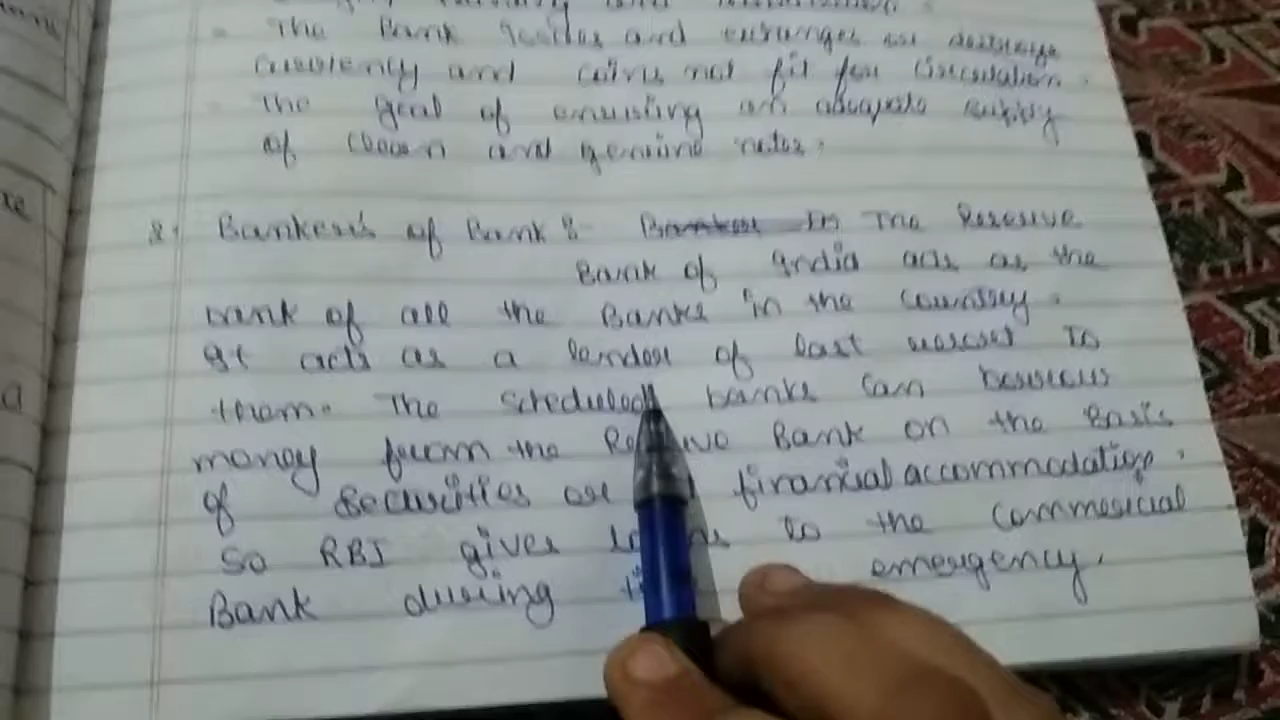 - The Bank issues and exchanges or destroys
currency and coins not fit for circulation.
- The goal of ensuring an adequate supply
of clean and genuine notes.
8. Banker's of Bank :- In The Reserve
Bank of India acts as the
bank of all the Banks in the country.
It acts as a lender of last resort to
them. The scheduled banks can borrow
money from the Reserve Bank on the Basis
of Securities or financial accommodation.
So RBI gives to the commercial
Bank during emergency.